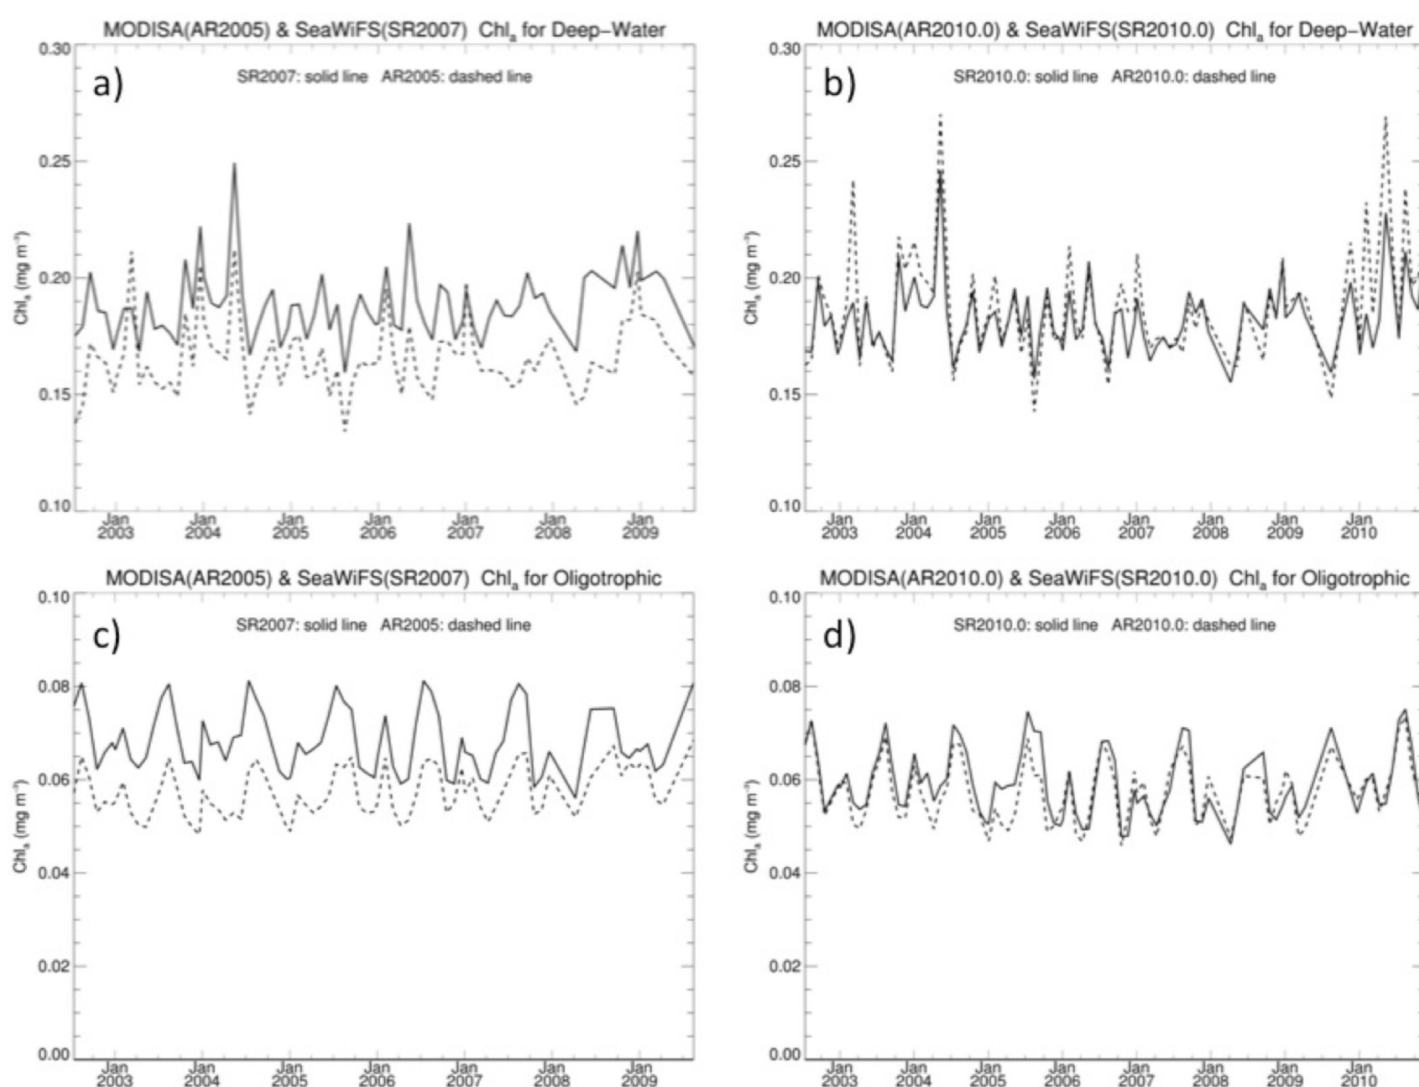 MODISA(AR2005) & SeaWiFS(SR2007) Chlₐ for Deep−Water
a)
SR2007: solid line AR2005: dashed line
0.30
0.25
0.20
0.15
0.10
Chlₐ (mg m⁻³)
Jan Jan Jan Jan Jan Jan Jan
2003 2004 2005 2006 2007 2008 2009
MODISA(AR2010.0) & SeaWiFS(SR2010.0) Chlₐ for Deep−Water
b)
SR2010.0: solid line AR2010.0: dashed line
0.30
0.25
0.20
0.15
0.10
Chlₐ (mg m⁻³)
Jan Jan Jan Jan Jan Jan Jan Jan
2003 2004 2005 2006 2007 2008 2009 2010
MODISA(AR2005) & SeaWiFS(SR2007) Chlₐ for Oligotrophic
c)
SR2007: solid line AR2005: dashed line
0.10
0.08
0.06
0.04
0.02
0.00
Chlₐ (mg m⁻³)
Jan Jan Jan Jan Jan Jan Jan
2003 2004 2005 2006 2007 2008 2009
MODISA(AR2010.0) & SeaWiFS(SR2010.0) Chlₐ for Oligotrophic
d)
SR2010.0: solid line AR2010.0: dashed line
0.10
0.08
0.06
0.04
0.02
0.00
Chlₐ (mg m⁻³)
Jan Jan Jan Jan Jan Jan Jan Jan
2003 2004 2005 2006 2007 2008 2009 2010